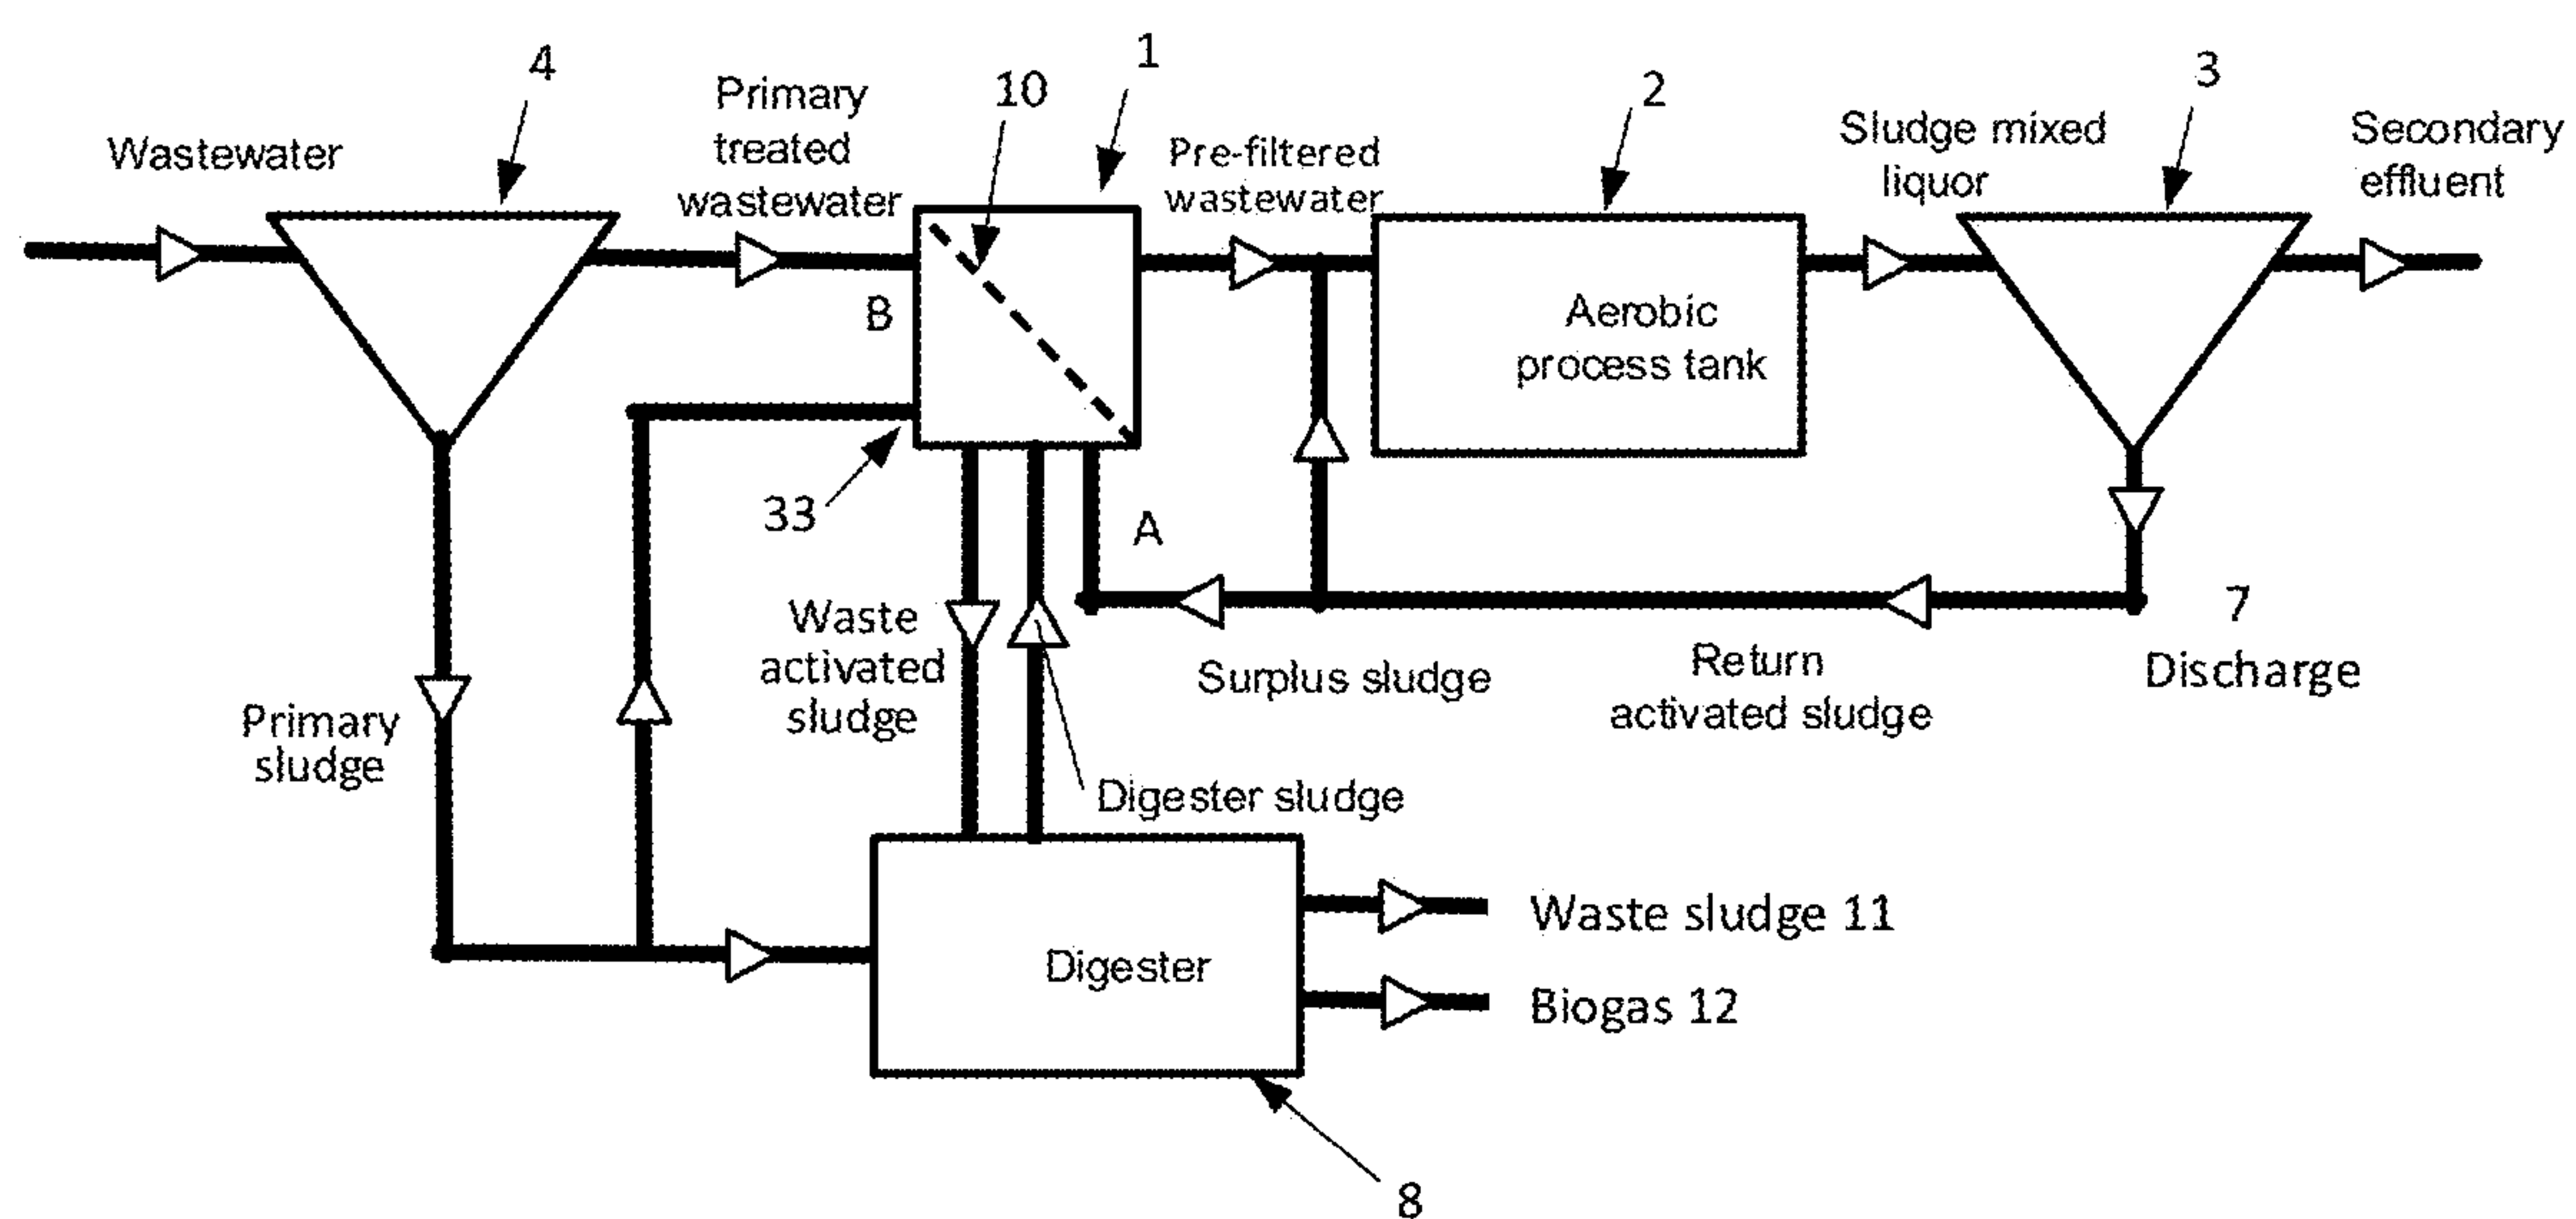 4
1
10
2
3
Wastewater
Primary
treated
wastewater
Pre-filtered
wastewater
Sludge mixed
liquor
Secondary
effluent
B
Aerobic
process tank
33
A
Waste
activated
sludge
Primary
sludge
Surplus sludge
Return
activated sludge
7
Discharge
Digester sludge
Digester
Waste sludge 11
Biogas 12
8